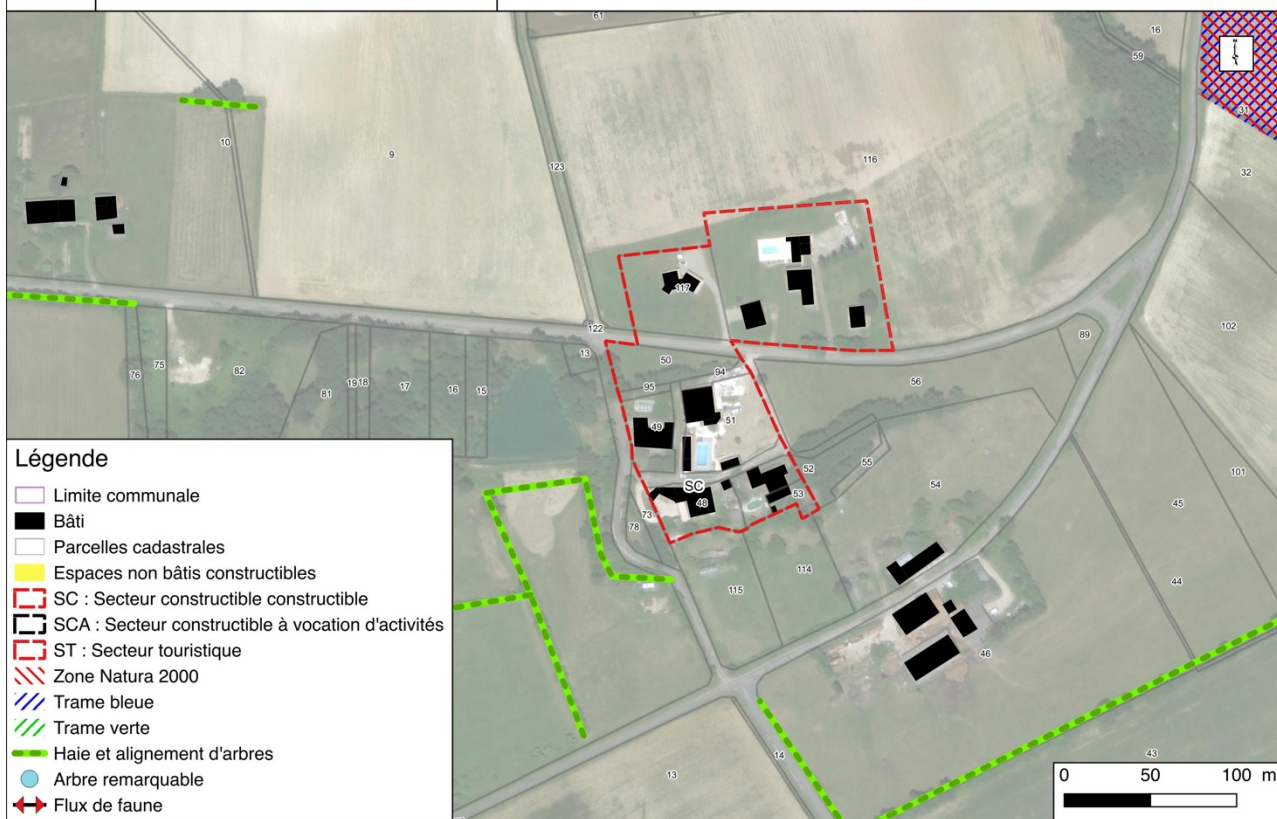 61
16
59
N
31
10
9
123
116
32
117
122
102
13
50
89
76
75
82
94
56
81
19
18
17
16
15
95
49
51
101
52
55
SC
54
45
48
53
73
78
44
115
114
46
14
43
13
Légende
Limite communale
Bâti
Parcelles cadastrales
Espaces non bâtis constructibles
SC : Secteur constructible constructible
SCA : Secteur constructible à vocation d'activités
ST : Secteur touristique
Zone Natura 2000
Trame bleue
Trame verte
Haie et alignement d'arbres
Arbre remarquable
Flux de faune
0 50 100 m